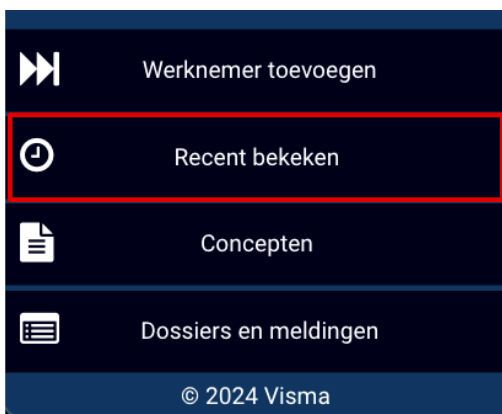 Werknemer toevoegen
Recent bekeken
Concepten
Dossiers en meldingen
© 2024 Visma